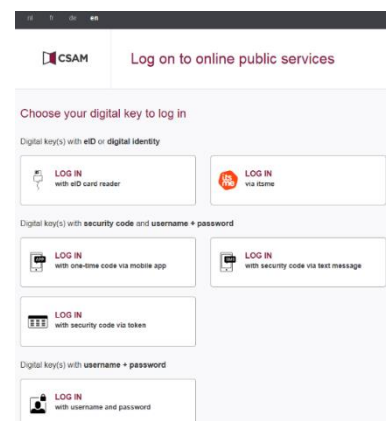 nl fr de en
CSAM
Log on to online public services
Choose your digital key to log in
Digital key(s) with eID or digital identity
LOG IN
with eID card reader
itsme
LOG IN
via itsme
Digital key(s) with security code and username + password
LOG IN
with one-time code via mobile app
SMS
LOG IN
with security code via text message
LOG IN
with security code via token
Digital key(s) with username + password
LOG IN
with username and password